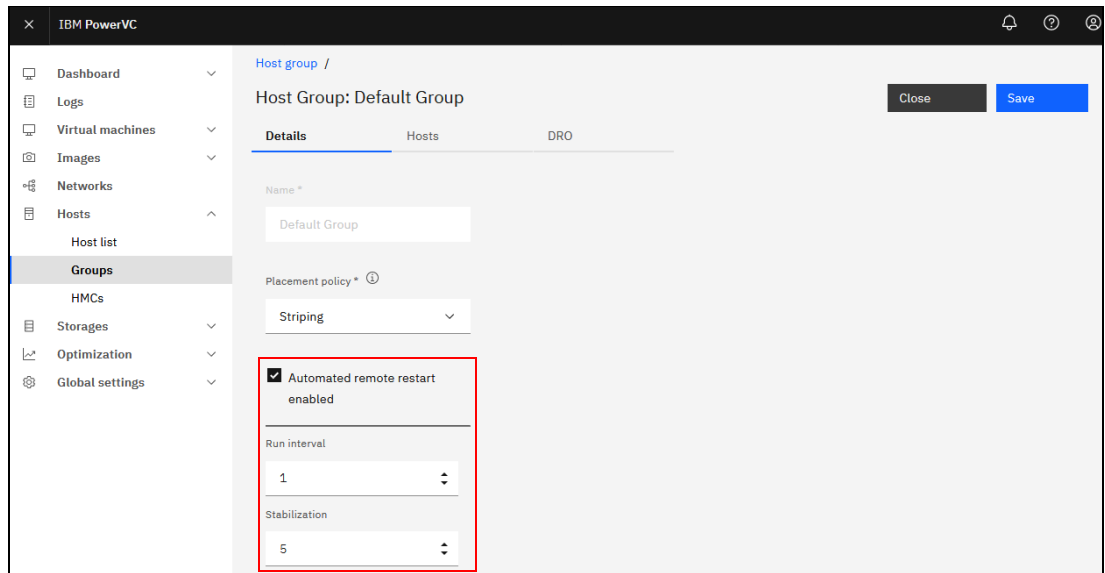 IBM PowerVC
Dashboard
Logs
Virtual machines
Images
Networks
Hosts
Host list
Groups
HMCs
Storages
Optimization
Global settings
Host group /
Host Group: Default Group
Close
Save
Details
Hosts
DRO
Name *
Default Group
Placement policy *
Striping
Automated remote restart
enabled
Run interval
1
Stabilization
5